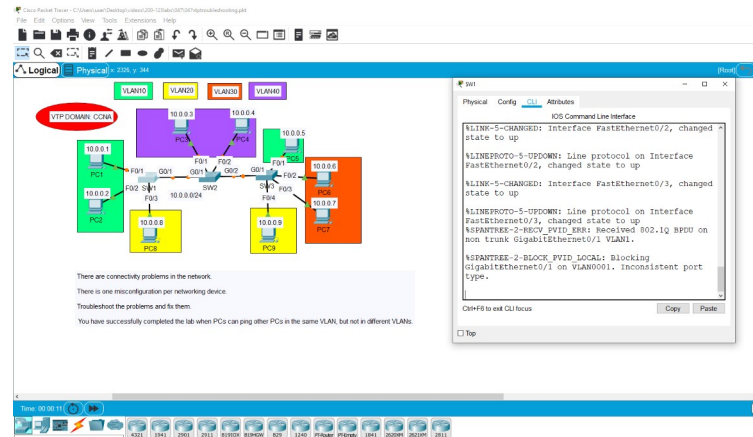 Cisco Packet Tracer - C:\Users\user\Desktop\videos\200-125labs\347\347vtptroubleshooting.pkt
File Edit Options View Tools Extensions Help
Logical Physical x: 2326, y: 344 [Root]
VLAN10 VLAN20 VLAN30 VLAN40
VTP DOMAIN: CCNA
10.0.0.3 10.0.0.4
PC3 PC4
10.0.0.1
PC1
10.0.0.5
PC5
10.0.0.2
PC2
F0/1 G0/1
F0/2 SW1
F0/3
F0/1 F0/2
G0/1 G0/2
SW2
10.0.0.0/24
G0/1 F0/1
F0/2
SW3 F0/3
F0/4
10.0.0.6
PC6
10.0.0.7
PC7
10.0.0.8
PC8
10.0.0.9
PC9
There are connectivity problems in the network.
There is one misconfiguration per networking device.
Troubleshoot the problems and fix them.
You have successfully completed the lab when PCs can ping other PCs in the same VLAN, but not in different VLANs.
SW1
Physical Config CLI Attributes
IOS Command Line Interface
%LINK-5-CHANGED: Interface FastEthernet0/2, changed
state to up
%LINEPROTO-5-UPDOWN: Line protocol on Interface
FastEthernet0/2, changed state to up
%LINK-5-CHANGED: Interface FastEthernet0/3, changed
state to up
%LINEPROTO-5-UPDOWN: Line protocol on Interface
FastEthernet0/3, changed state to up
%SPANTREE-2-RECV_PVID_ERR: Received 802.1Q BPDU on
non trunk GigabitEthernet0/1 VLAN1.
%SPANTREE-2-BLOCK_PVID_LOCAL: Blocking
GigabitEthernet0/1 on VLAN0001. Inconsistent port
type.
Ctrl+F6 to exit CLI focus Copy Paste
Top
Time: 00:00:11
4321 1941 2901 2911 819IOX 819HGW 829 1240 PT-Router PT-Empty 1841 2620XM 2621XM 2811